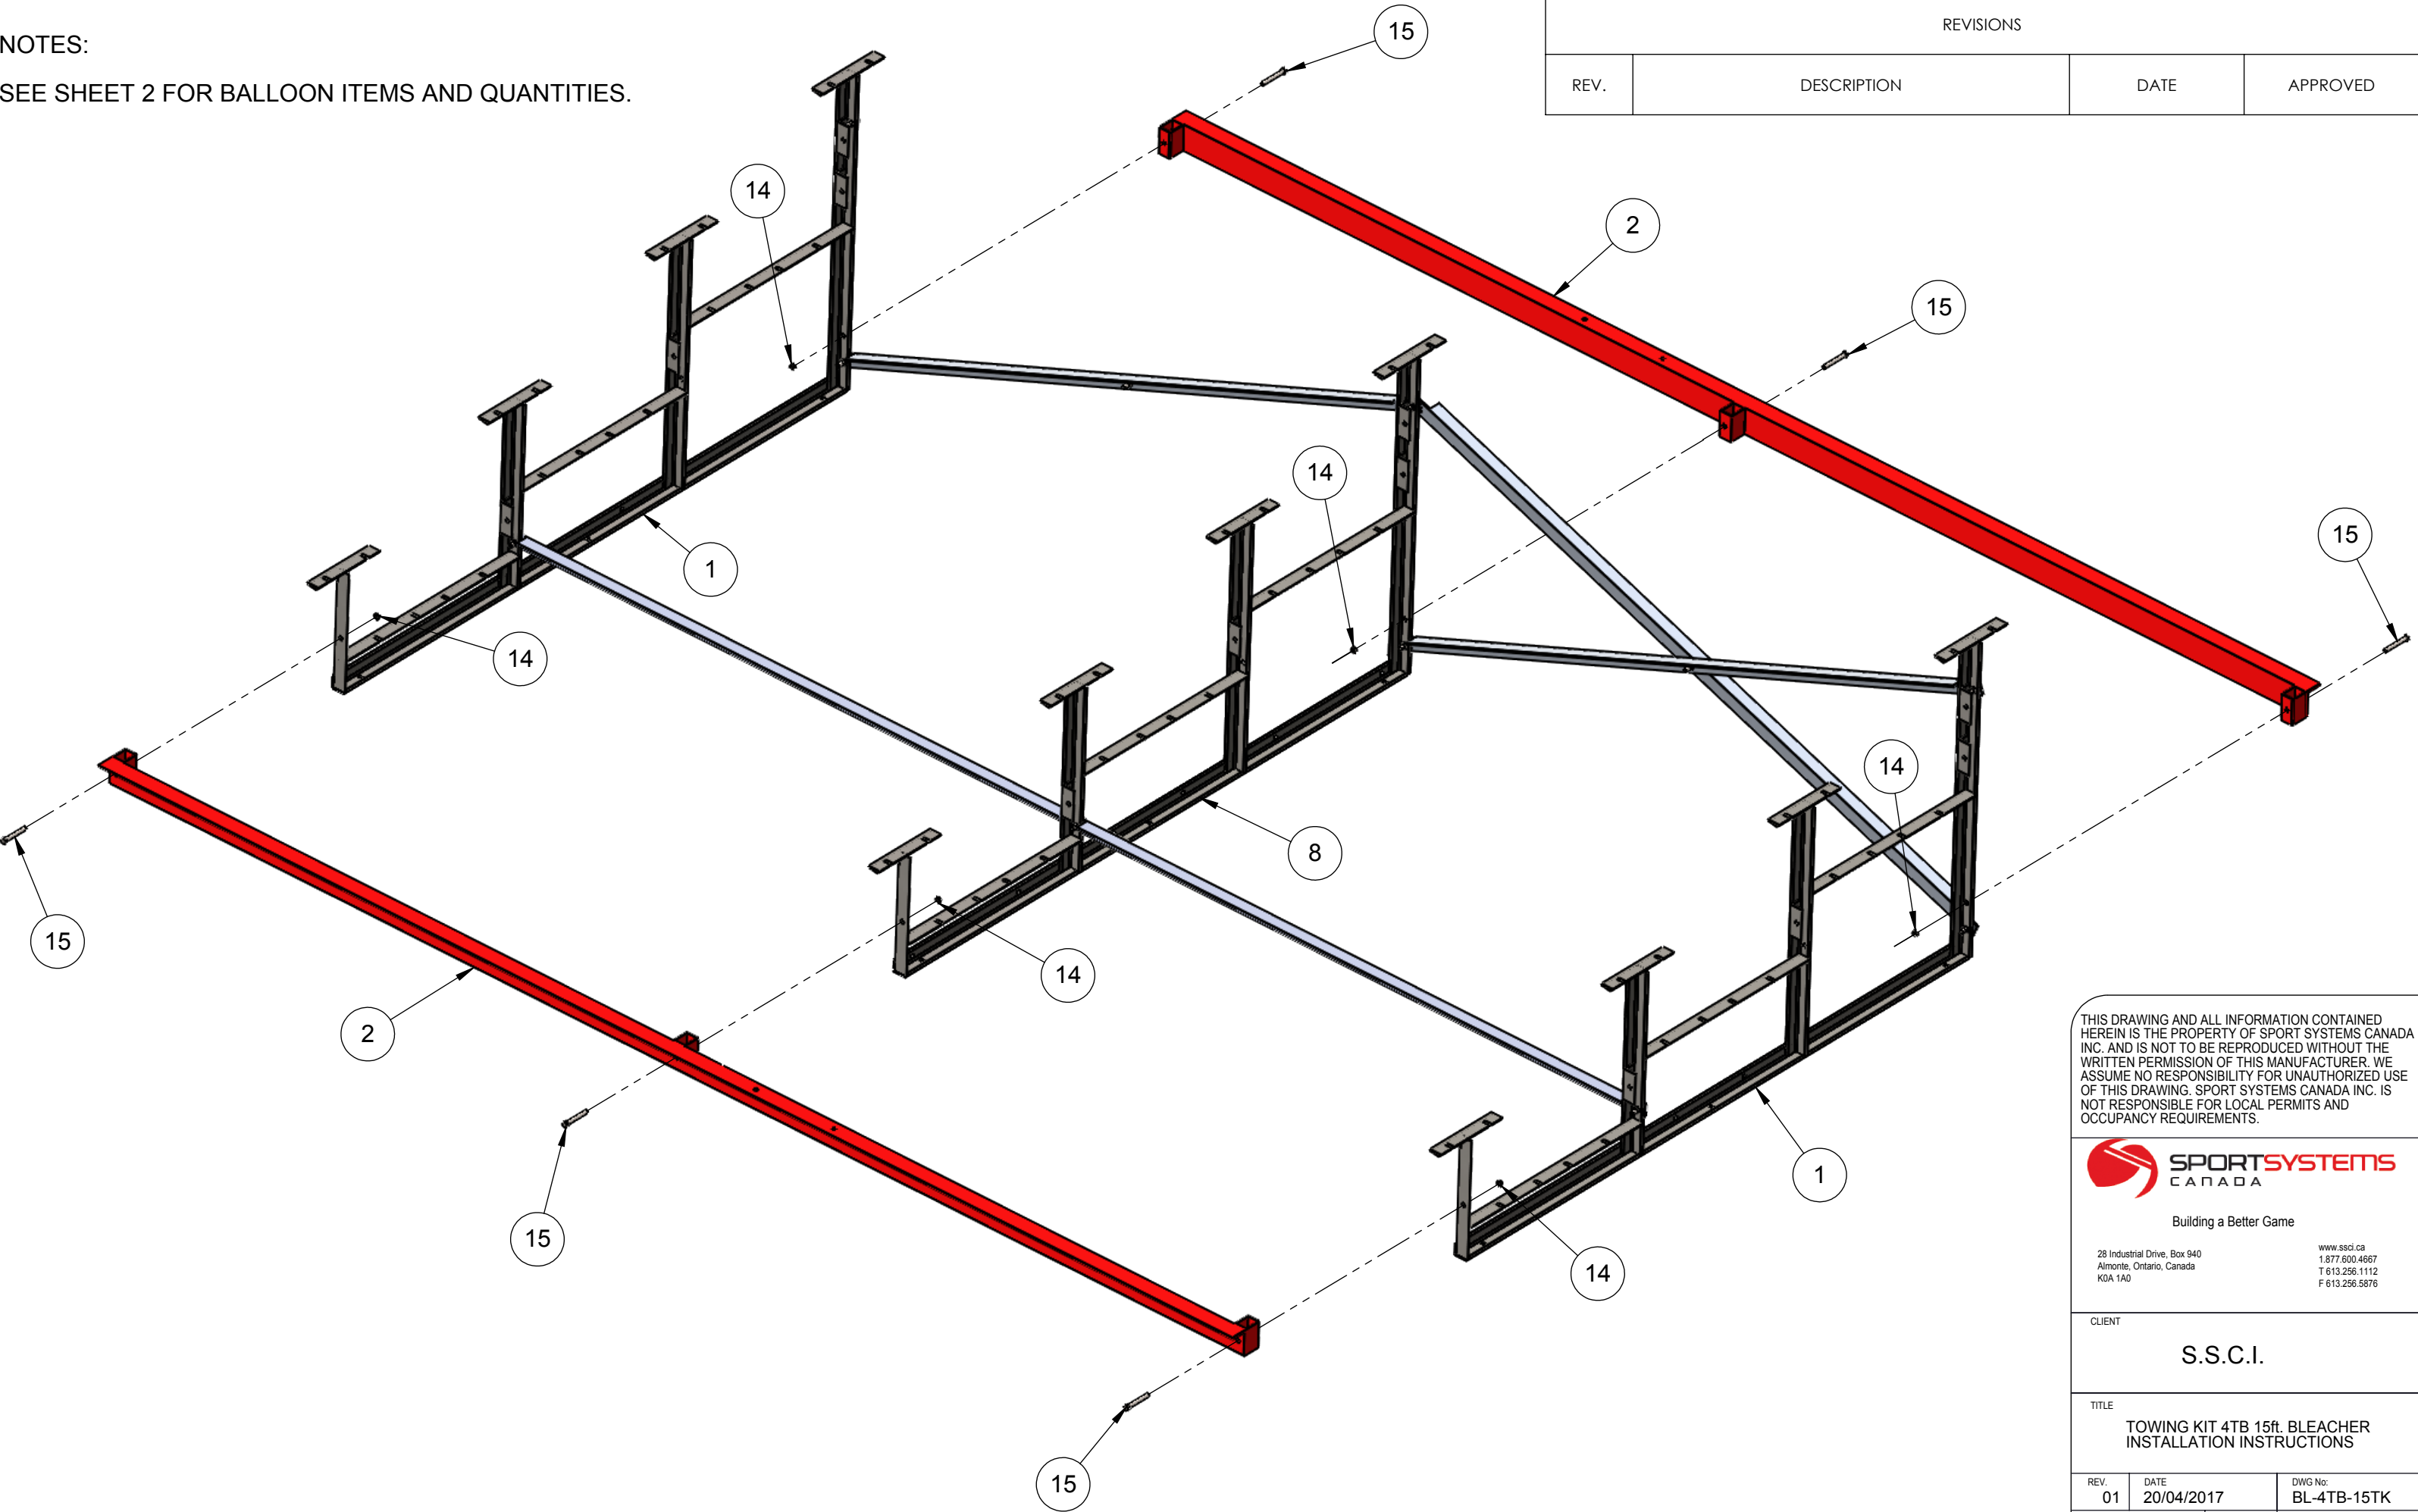 NOTES:
SEE SHEET 2 FOR BALLOON ITEMS AND QUANTITIES.
REVISIONS
REV.
DESCRIPTION
DATE
APPROVED
15
14
2
15
14
15
1
14
14
8
15
14
2
1
15
14
15
THIS DRAWING AND ALL INFORMATION CONTAINED
HEREIN IS THE PROPERTY OF SPORT SYSTEMS CANADA
INC. AND IS NOT TO BE REPRODUCED WITHOUT THE
WRITTEN PERMISSION OF THIS MANUFACTURER. WE
ASSUME NO RESPONSIBILITY FOR UNAUTHORIZED USE
OF THIS DRAWING. SPORT SYSTEMS CANADA INC. IS
NOT RESPONSIBLE FOR LOCAL PERMITS AND
OCCUPANCY REQUIREMENTS.
SPORTSYSTEMS
CANADA
Building a Better Game
28 Industrial Drive, Box 940
Almonte, Ontario, Canada
K0A 1A0
www.ssci.ca
1.877.600.4667
T 613.256.1112
F 613.256.5876
CLIENT
S.S.C.I.
TITLE
TOWING KIT 4TB 15ft. BLEACHER
INSTALLATION INSTRUCTIONS
REV.
01
DATE
20/04/2017
DWG No:
BL-4TB-15TK